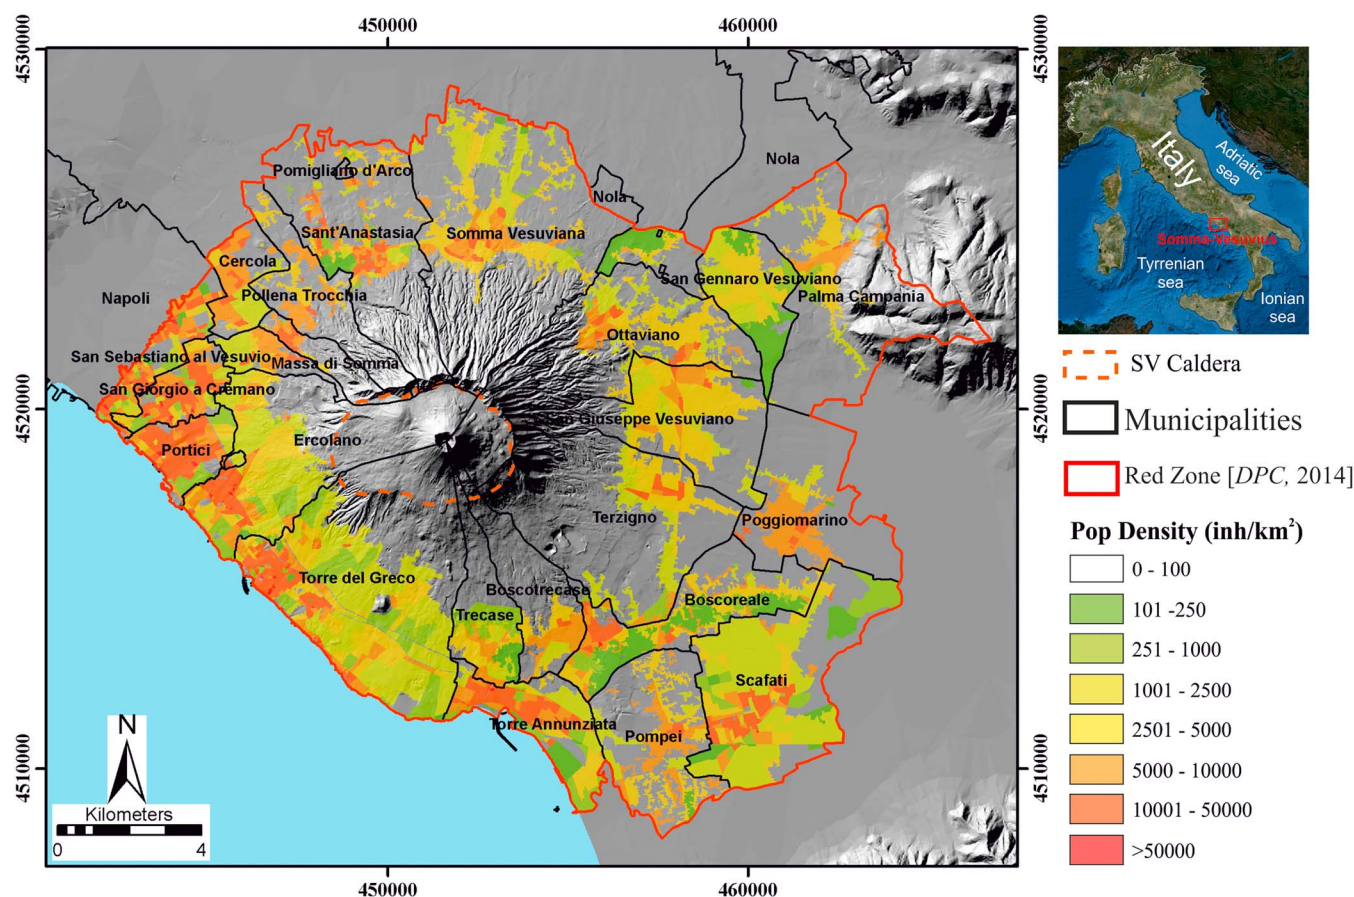 450000
460000
4530000
4530000
Nola
Pomigliano d'Arco
Nola
Sant'Anastasia
Somma Vesuviana
Cercola
San Gennaro Vesuviano
Napoli
Pollena Trocchia
Palma Campania
Ottaviano
San Sebastiano al Vesuvio
Massa di Somma
San Giorgio a Cremano
4520000
4520000
San Giuseppe Vesuviano
Ercolano
Portici
Terzigno
Poggiomarino
Torre del Greco
Boscotrecase
Boscoreale
Trecase
Scafati
Torre Annunziata
Pompei
4510000
4510000
N
Kilometers
0 4
450000
460000
Italy
Adriatic
sea
Somma-Vesuvius
Tyrrenian
sea
Ionian
sea
SV Caldera
Municipalities
Red Zone [DPC, 2014]
Pop Density (inh/km²)
0 - 100
101 -250
251 - 1000
1001 - 2500
2501 - 5000
5000 - 10000
10001 - 50000
>50000